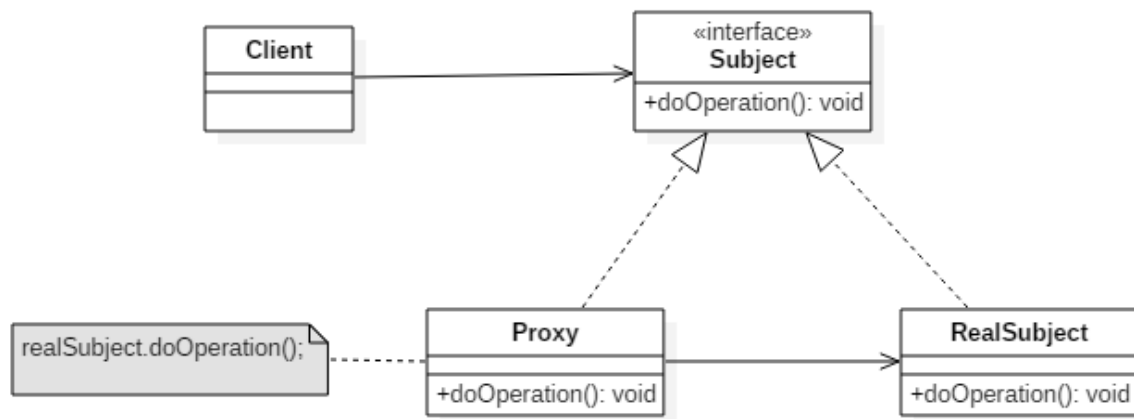 Client
«interface»
Subject
+doOperation(): void
realSubject.doOperation();
Proxy
+doOperation(): void
RealSubject
+doOperation(): void